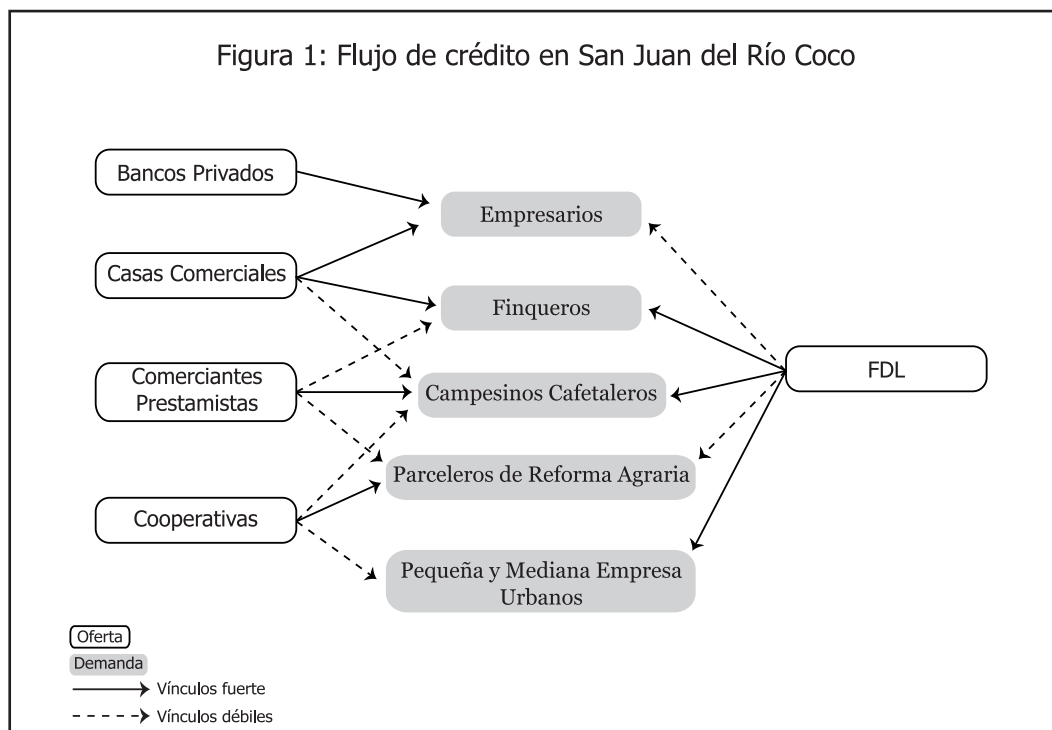 Figura 1: Flujo de crédito en San Juan del Río Coco
Bancos Privados
Empresarios
Casas Comerciales
Finqueros
Comerciantes
Prestamistas
Campesinos Cafetaleros
FDL
Parceleros de Reforma Agraria
Cooperativas
Pequeña y Mediana Empresa
Urbanos
Oferta
Demanda
Vínculos fuerte
Vínculos débiles